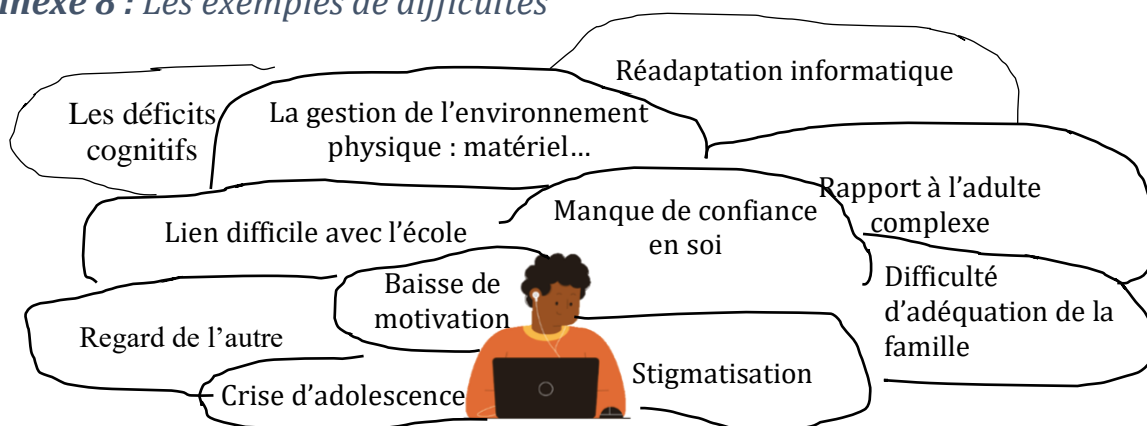 nnexe 8 : Les exemples de difficultés
Réadaptation informatique
Les déficits
cognitifs
La gestion de l’environnement
physique : matériel…
Rapport à l’adulte
complexe
Lien difficile avec l’école
Manque de confiance
en soi
Baisse de
motivation
Difficulté
d’adéquation de la
famille
Regard de l’autre
Crise d’adolescence
Stigmatisation